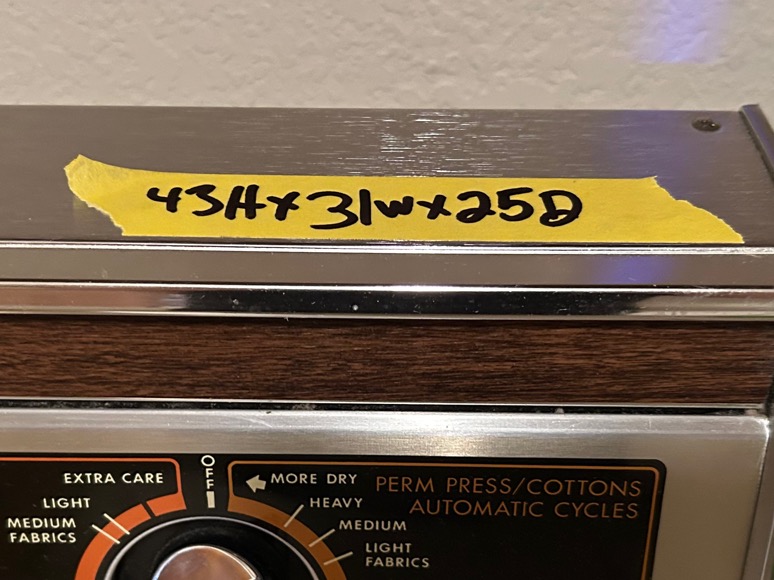 43H x 31W x 25D
EXTRA CARE
LIGHT
MEDIUM
FABRICS
OFF
MORE DRY
HEAVY
MEDIUM
LIGHT
FABRICS
PERM PRESS/COTTONS
AUTOMATIC CYCLES